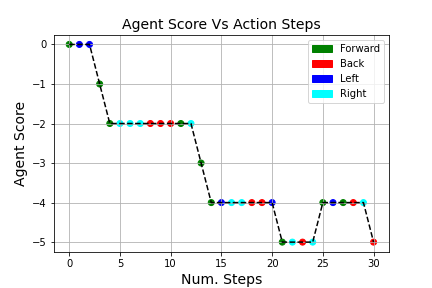 Agent Score Vs Action Steps
0
−1
−2
−3
−4
−5
Agent Score
Forward
Back
Left
Right
0 5 10 15 20 25 30
Num. Steps